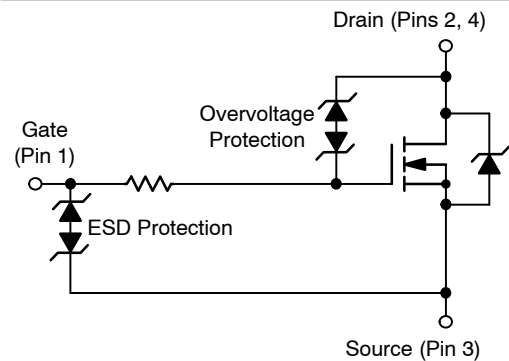 Drain (Pins 2, 4)
Overvoltage
Protection
Gate
(Pin 1)
ESD Protection
Source (Pin 3)